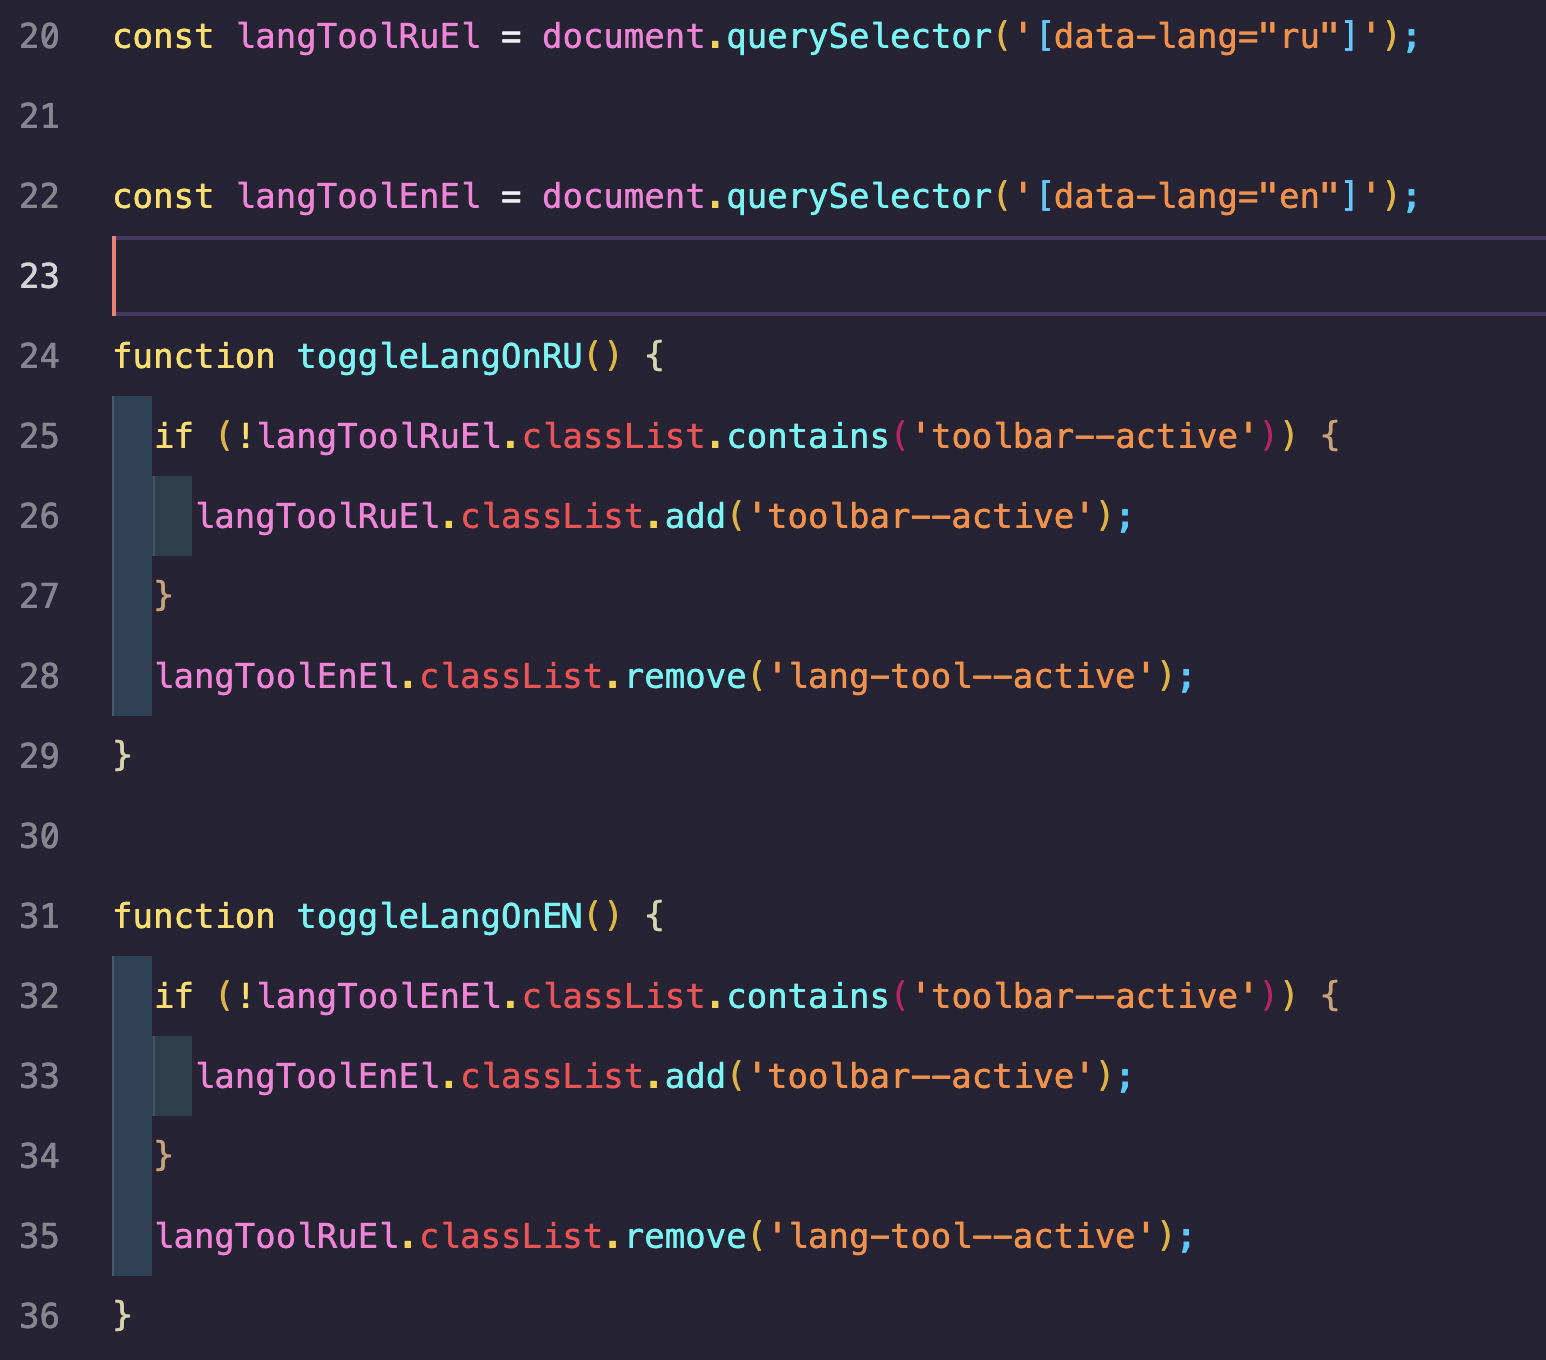 20 const langToolRuEl = document.querySelector('[data-lang="ru"]');
21
22 const langToolEnEl = document.querySelector('[data-lang="en"]');
23
24 function toggleLangOnRU() {
25 if (!langToolRuEl.classList.contains('toolbar--active')) {
26 langToolRuEl.classList.add('toolbar--active');
27 }
28 langToolEnEl.classList.remove('lang-tool--active');
29 }
30
31 function toggleLangOnEN() {
32 if (!langToolEnEl.classList.contains('toolbar--active')) {
33 langToolEnEl.classList.add('toolbar--active');
34 }
35 langToolRuEl.classList.remove('lang-tool--active');
36 }